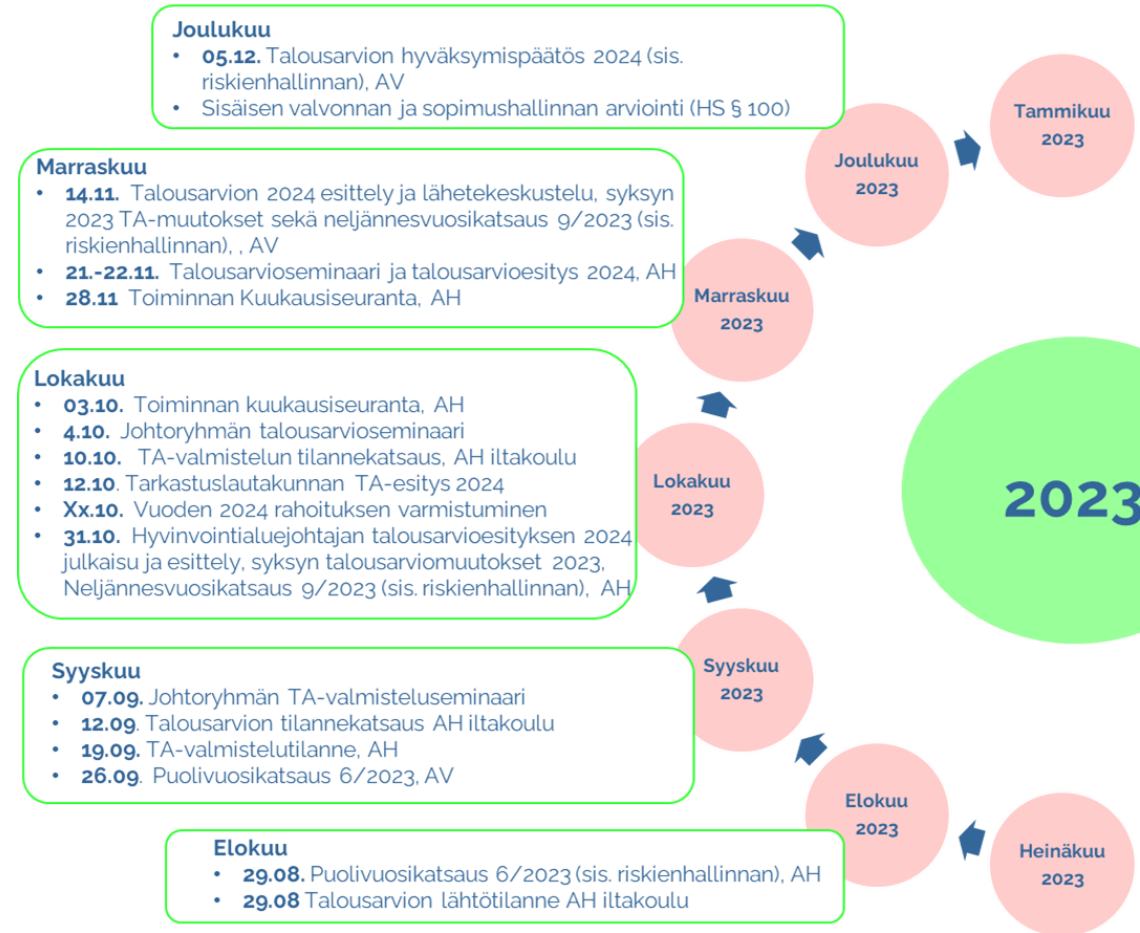 Joulukuu
• 05.12. Talousarvion hyväksymispäätös 2024 (sis.
riskienhallinnan), AV
• Sisäisen valvonnan ja sopimushallinnan arviointi (HS § 100)
Marraskuu
• 14.11. Talousarvion 2024 esittely ja lähetekeskustelu, syksyn
2023 TA-muutokset sekä neljännesvuosikatsaus 9/2023 (sis.
riskienhallinnan), , AV
• 21.-22.11. Talousarvioseminaari ja talousarvioesitys 2024, AH
• 28.11 Toiminnan Kuukausiseuranta, AH
Lokakuu
• 03.10. Toiminnan kuukausiseuranta, AH
• 4.10. Johtoryhmän talousarvioseminaari
• 10.10. TA-valmistelun tilannekatsaus, AH iltakoulu
• 12.10. Tarkastuslautakunnan TA-esitys 2024
• Xx.10. Vuoden 2024 rahoituksen varmistuminen
• 31.10. Hyvinvointialuejohtajan talousarvioesityksen 2024
julkaisu ja esittely, syksyn talousarviomuutokset 2023,
Neljännesvuosikatsaus 9/2023 (sis. riskienhallinnan), AH
Syyskuu
• 07.09. Johtoryhmän TA-valmisteluseminaari
• 12.09. Talousarvion tilannekatsaus AH iltakoulu
• 19.09. TA-valmistelutilanne, AH
• 26.09. Puolivuosikatsaus 6/2023, AV
Elokuu
• 29.08. Puolivuosikatsaus 6/2023 (sis. riskienhallinnan), AH
• 29.08 Talousarvion lähtötilanne AH iltakoulu
Tammikuu
2023
Joulukuu
2023
Marraskuu
2023
Lokakuu
2023
Syyskuu
2023
Elokuu
2023
Heinäkuu
2023
2023